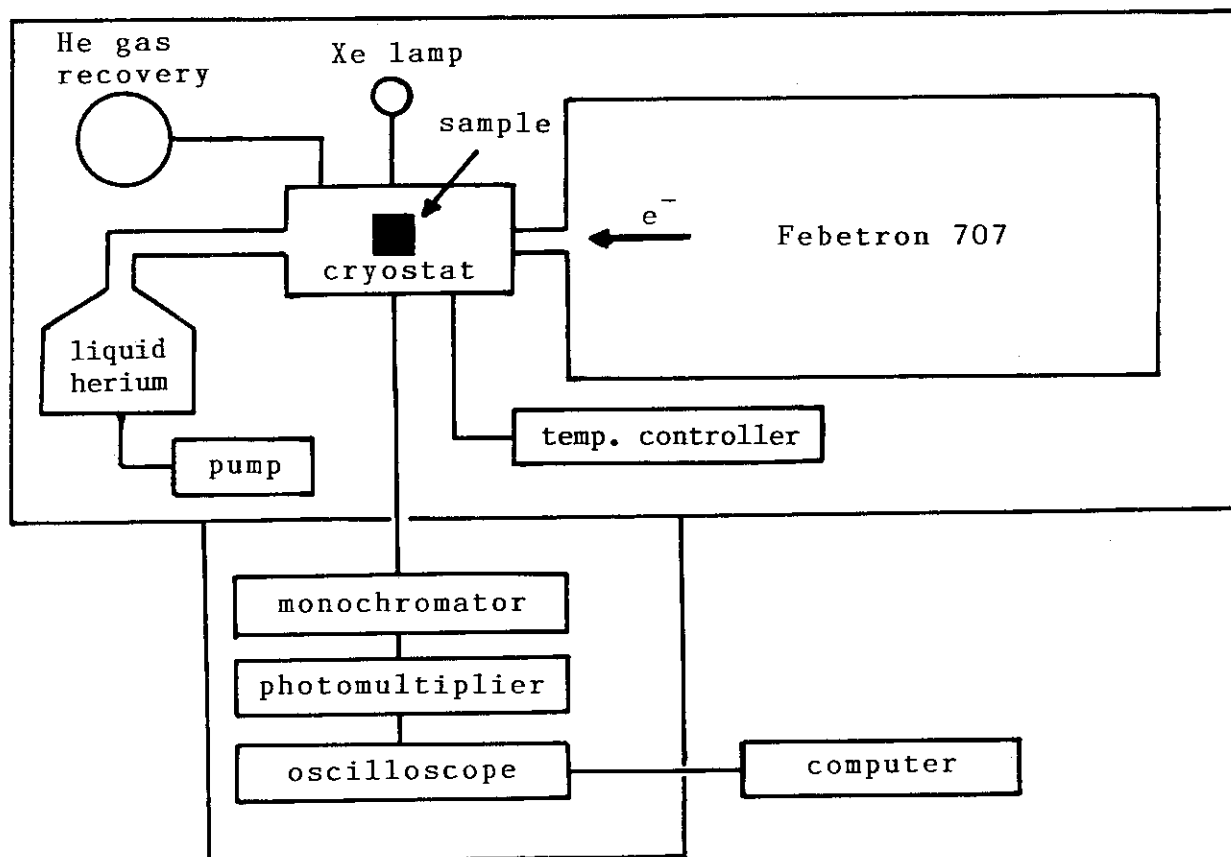 He gas
recovery
Xe lamp
sample
e⁻
Febetron 707
cryostat
liquid
herium
temp. controller
pump
monochromator
photomultiplier
oscilloscope
computer